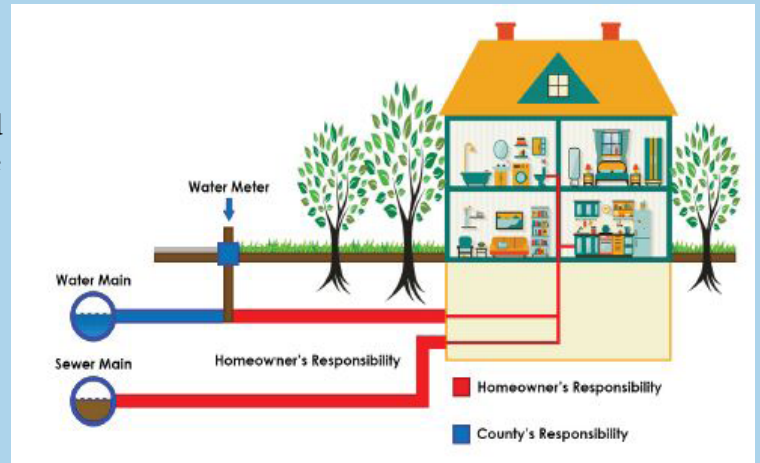 Water Meter
Water Main
Sewer Main
Homeowner's Responsibility
Homeowner's Responsibility
County's Responsibility